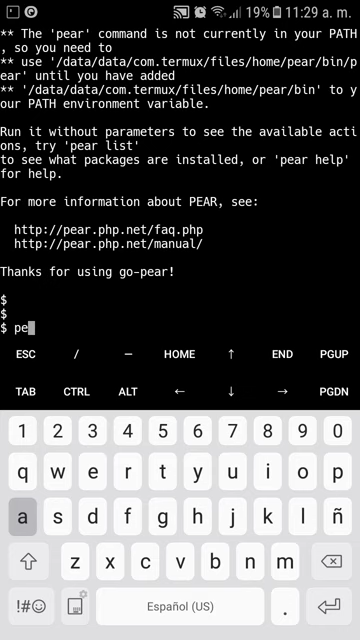 19% 11:29 a. m.
** The 'pear' command is not currently in your PATH
, so you need to
** use '/data/data/com.termux/files/home/pear/bin/p
ear' until you have added
** '/data/data/com.termux/files/home/pear/bin' to y
our PATH environment variable.
Run it without parameters to see the available acti
ons, try 'pear list'
to see what packages are installed, or 'pear help'
for help.
For more information about PEAR, see:
http://pear.php.net/faq.php
http://pear.php.net/manual/
Thanks for using go-pear!
$
$
$ pe
ESC / — HOME ↑ END PGUP
TAB CTRL ALT ← ↓ → PGDN
1 2 3 4 5 6 7 8 9 0
q w e r t y u i o p
a s d f g h j k l ñ
z x c v b n m
!#☺ Español (US) .